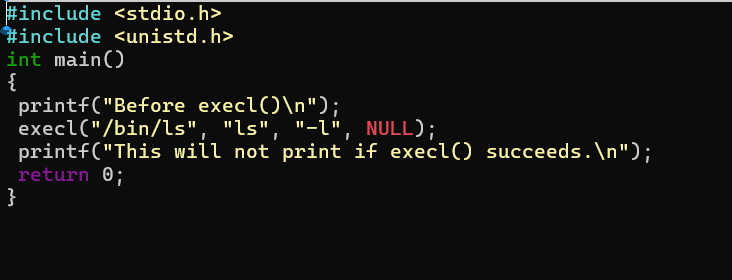 #include <stdio.h>
#include <unistd.h>
int main()
{
 printf("Before execl()\n");
 execl("/bin/ls", "ls", "-l", NULL);
 printf("This will not print if execl() succeeds.\n");
 return 0;
}